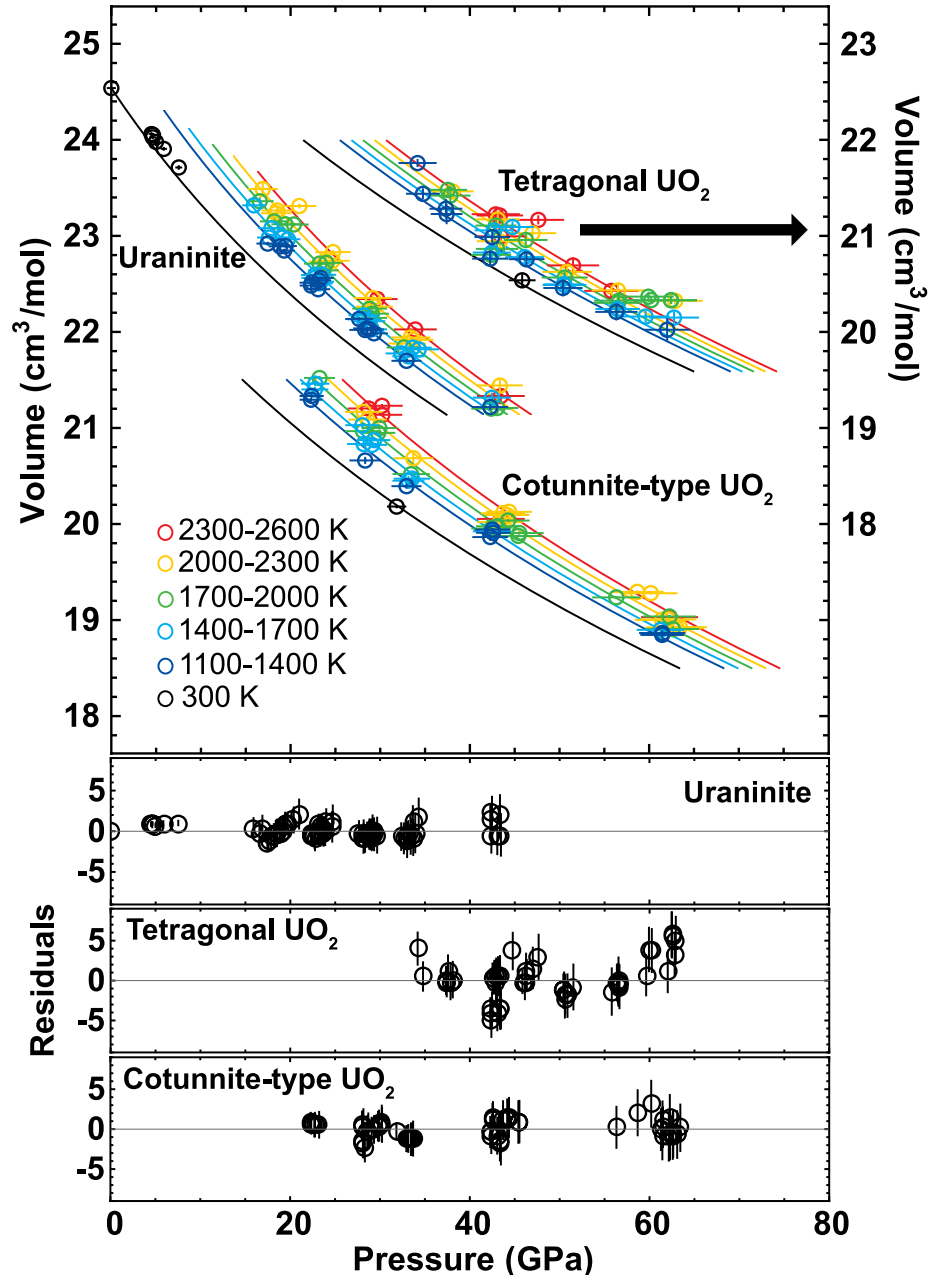 25
24
23
22
21
20
19
18
Volume (cm³/mol)
23
22
21
20
19
18
Volume (cm³/mol)
Tetragonal UO₂
Uraninite
Cotunnite-type UO₂
2300-2600 K
2000-2300 K
1700-2000 K
1400-1700 K
1100-1400 K
300 K
Residuals
5
0
-5
Uraninite
5
0
-5
Tetragonal UO₂
5
0
-5
Cotunnite-type UO₂
0
20
40
60
80
Pressure (GPa)